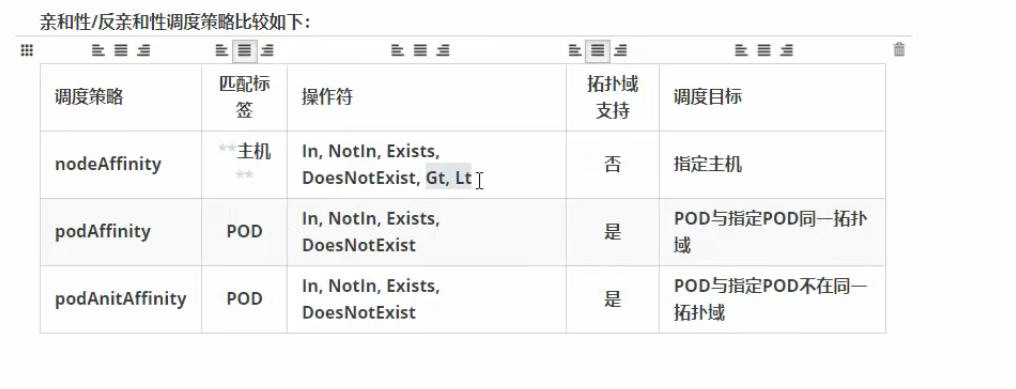 亲和性/反亲和性调度策略比较如下：
调度策略
匹配标
签
操作符
拓扑域
支持
调度目标
nodeAffinity
**主机
**
In, NotIn, Exists,
DoesNotExist, Gt, Lt
否
指定主机
podAffinity
POD
In, NotIn, Exists,
DoesNotExist
是
POD与指定POD同一拓扑
域
podAnitAffinity
POD
In, NotIn, Exists,
DoesNotExist
是
POD与指定POD不在同一
拓扑域